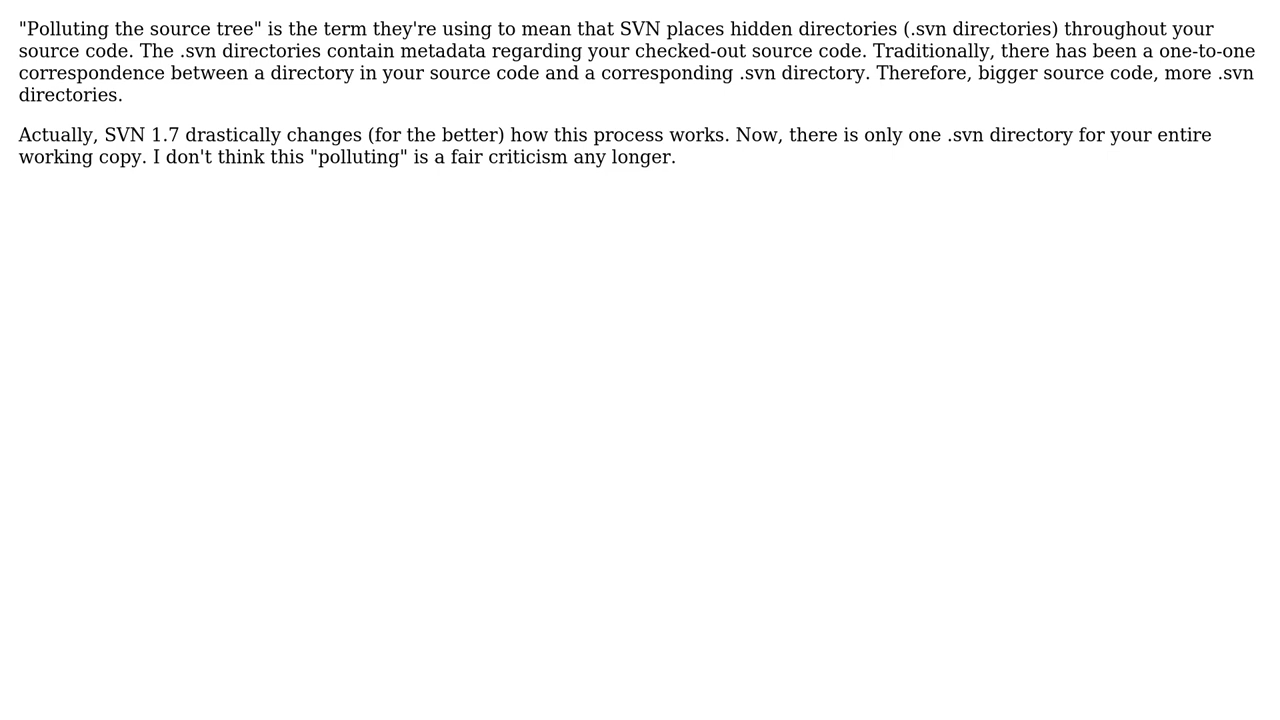 "Polluting the source tree" is the term they're using to mean that SVN places hidden directories (.svn directories) throughout your
source code. The .svn directories contain metadata regarding your checked-out source code. Traditionally, there has been a one-to-one
correspondence between a directory in your source code and a corresponding .svn directory. Therefore, bigger source code, more .svn
directories.
Actually, SVN 1.7 drastically changes (for the better) how this process works. Now, there is only one .svn directory for your entire
working copy. I don't think this "polluting" is a fair criticism any longer.